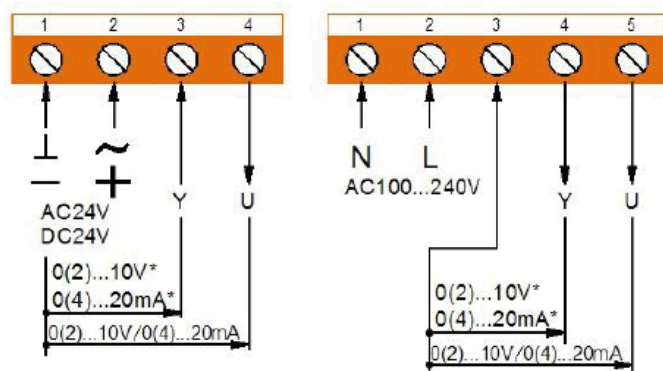 1 2 3 4
⊥ ~
− +
AC24V
DC24V
Y U
0(2)...10V*
0(4)...20mA*
0(2)...10V/0(4)...20mA
1 2 3 4 5
N L
AC100...240V
Y U
0(2)...10V*
0(4)...20mA*
0(2)...10V/0(4)...20mA